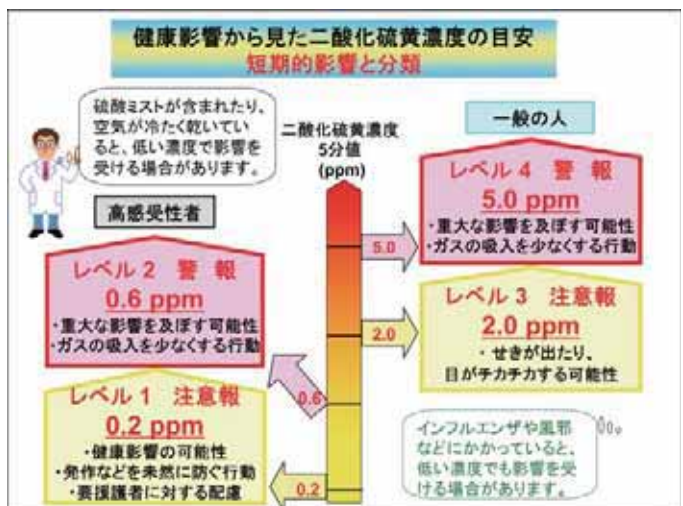 健康影響から見た二酸化硫黄濃度の目安
短期的影響と分類
硫酸ミストが含まれたり、
空気が冷たく乾いてい
ると、低い濃度で影響を
受ける場合があります。
二酸化硫黄濃度
5分値
(ppm)
一般の人
レベル4 警 報
5.0 ppm
・重大な影響を及ぼす可能性
・ガスの吸入を少なくする行動
5.0
高感受性者
レベル2 警 報
0.6 ppm
・重大な影響を及ぼす可能性
・ガスの吸入を少なくする行動
レベル3 注意報
2.0 ppm
・せきが出たり、
目がチカチカする可能性
2.0
0.6
レベル1 注意報
0.2 ppm
・健康影響の可能性
・発作などを未然に防ぐ行動
・要援護者に対する配慮
0.2
インフルエンザや風邪
などにかかっていると、
低い濃度でも影響を受
ける場合があります。